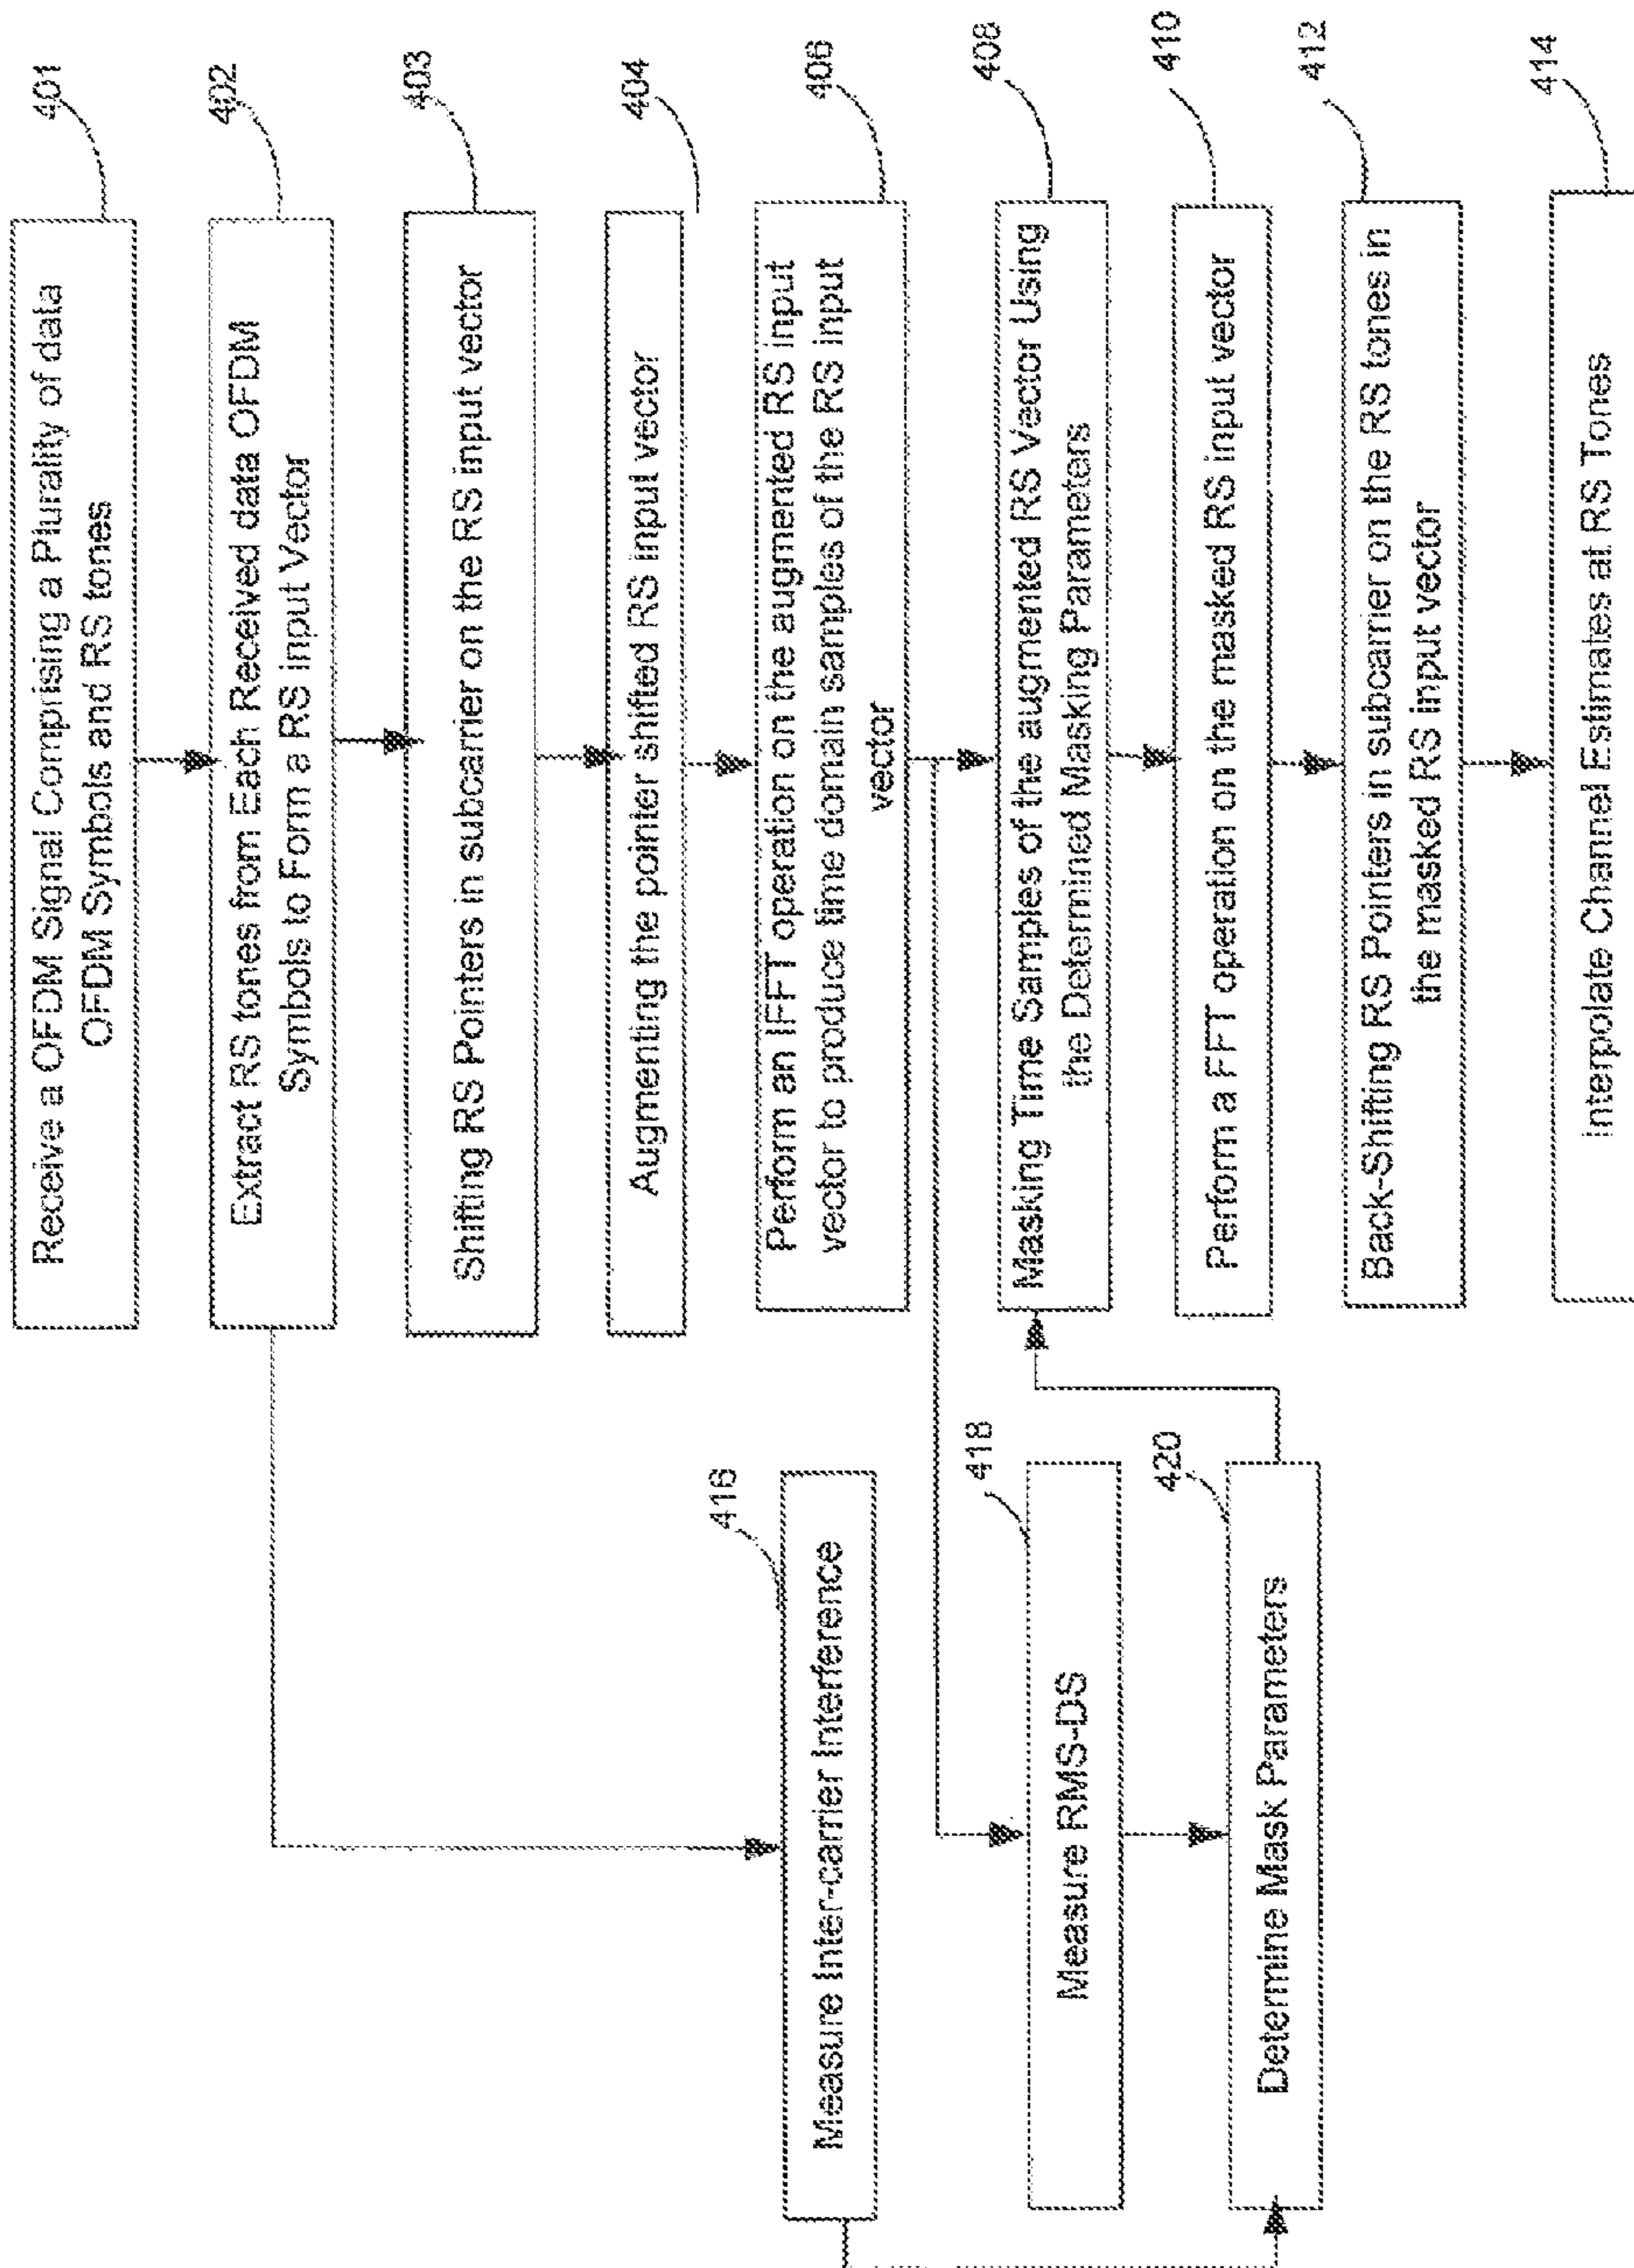 401
Receive a OFDM Signal Comprising a Plurality of data
OFDM Symbols and RS tones
402
Extract RS tones from Each Received data OFDM
Symbols to Form a RS input Vector
403
Shifting RS Pointers in subcarrier on the RS input vector
404
Augmenting the pointer shifted RS input vector
406
Perform an IFFT operation on the augmented RS input
vector to produce time domain samples of the RS input
vector
408
Masking Time Samples of the augmented RS Vector Using
the Determined Masking Parameters
410
Perform a FFT operation on the masked RS input vector
412
Back-Shifting RS Pointers in subcarrier on the RS tones in
the masked RS input vector
414
Interpolate Channel Estimates at RS Tones
416
Measure Inter-carrier Interference
418
Measure RMS-DS
420
Determine Mask Parameters